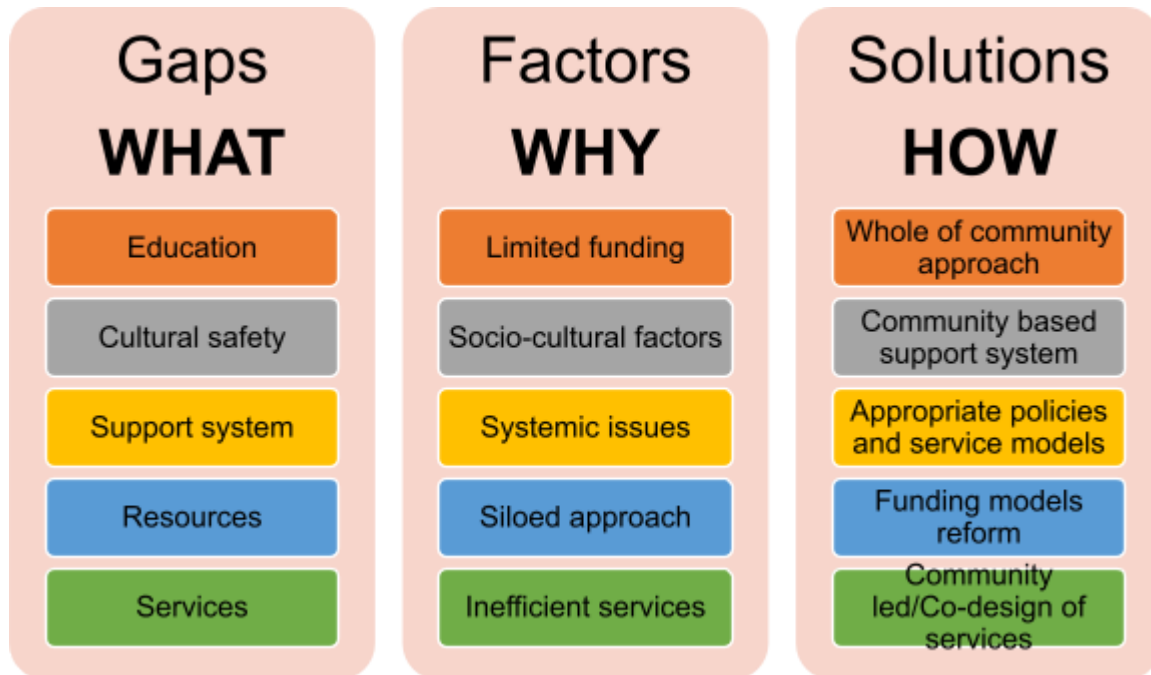 Gaps
WHAT
Education
Cultural safety
Support system
Resources
Services
Factors
WHY
Limited funding
Socio-cultural factors
Systemic issues
Siloed approach
Inefficient services
Solutions
HOW
Whole of community
approach
Community based
support system
Appropriate policies
and service models
Funding models
reform
Community
led/Co-design of
services